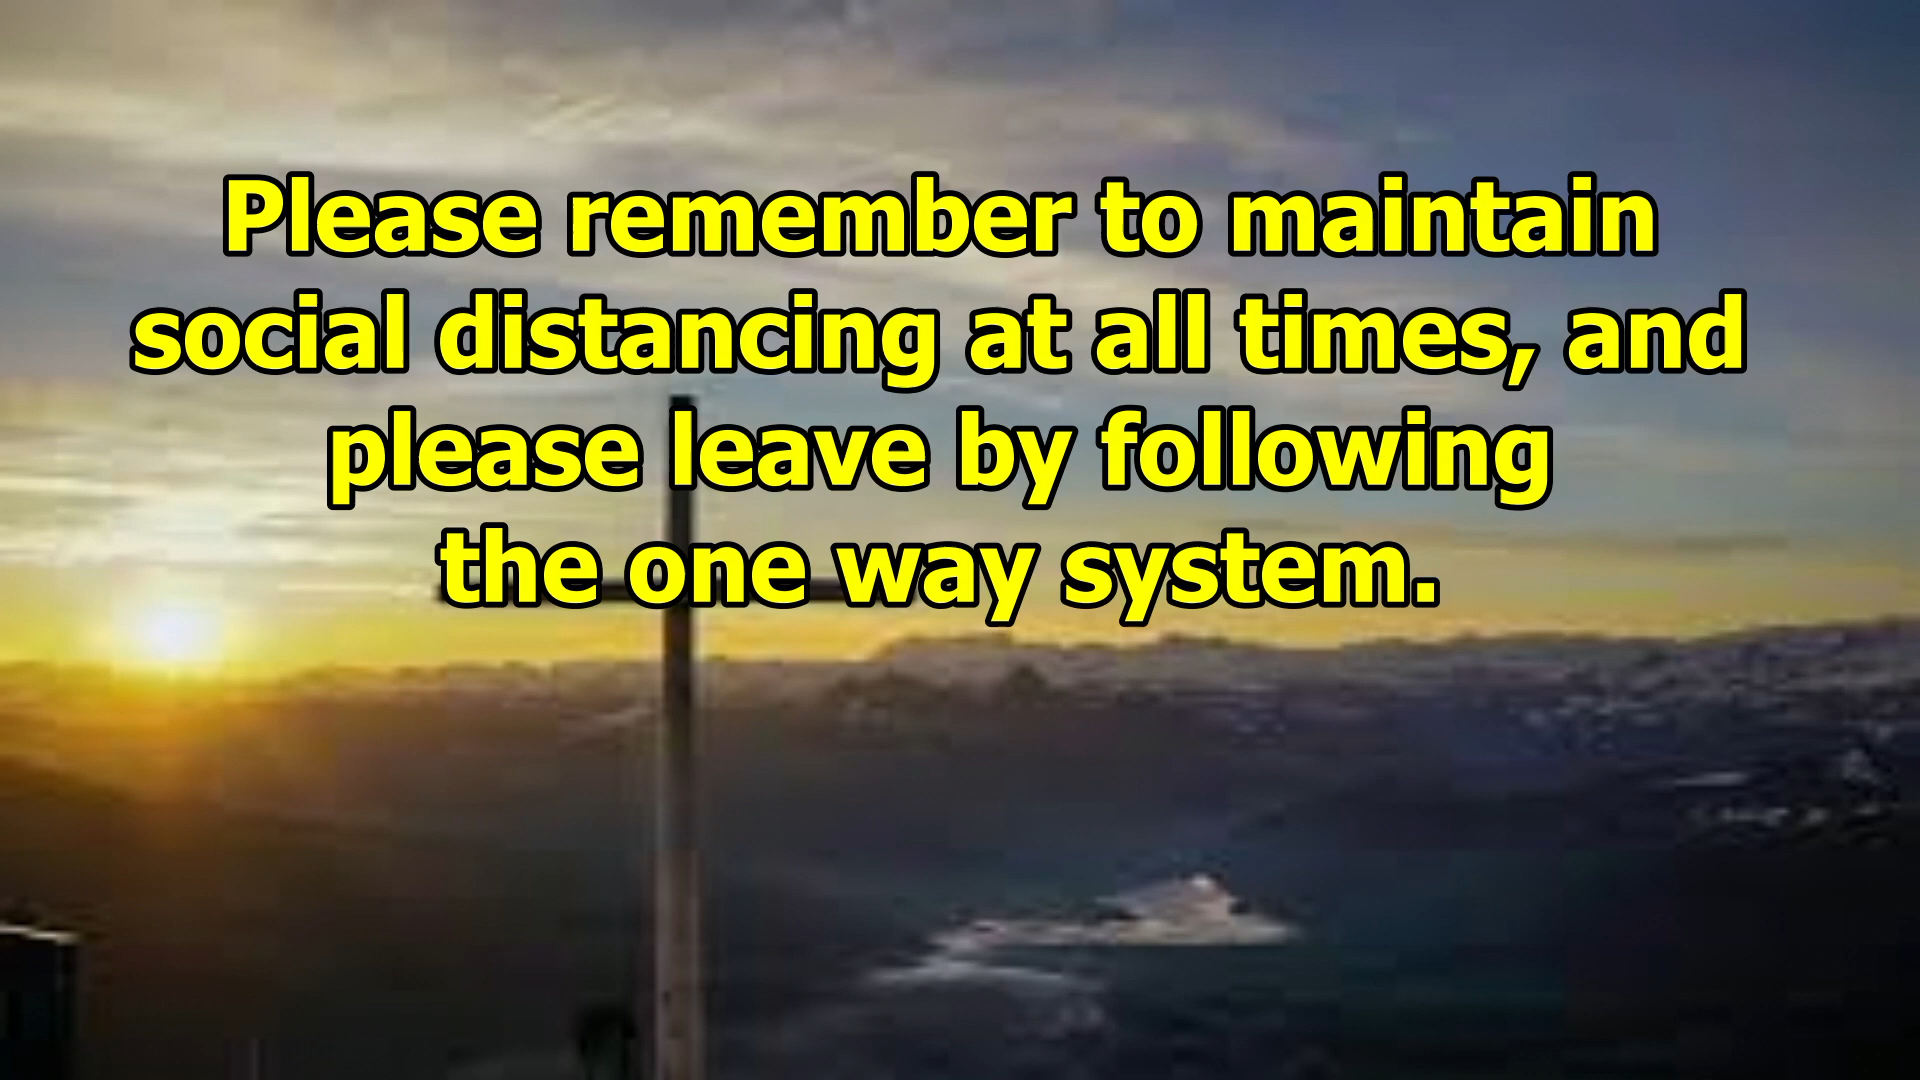 Please remember to maintain
social distancing at all times, and
please leave by following
the one way system.